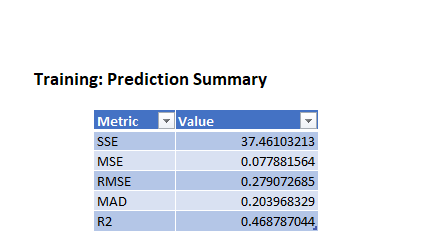 Training: Prediction Summary
Metric Value
SSE 37.46103213
MSE 0.077881564
RMSE 0.279072685
MAD 0.203968329
R2 0.468787044